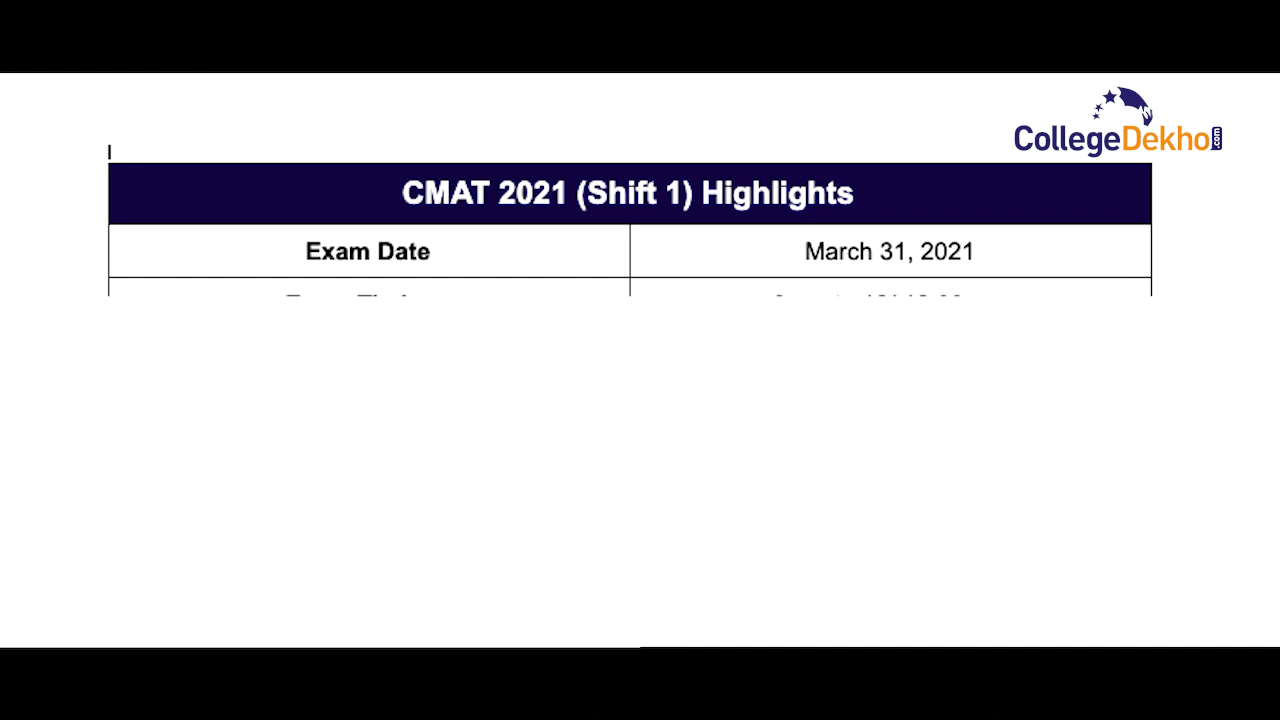 CollegeDekho.com
CMAT 2021 (Shift 1) Highlights
Exam Date
March 31, 2021